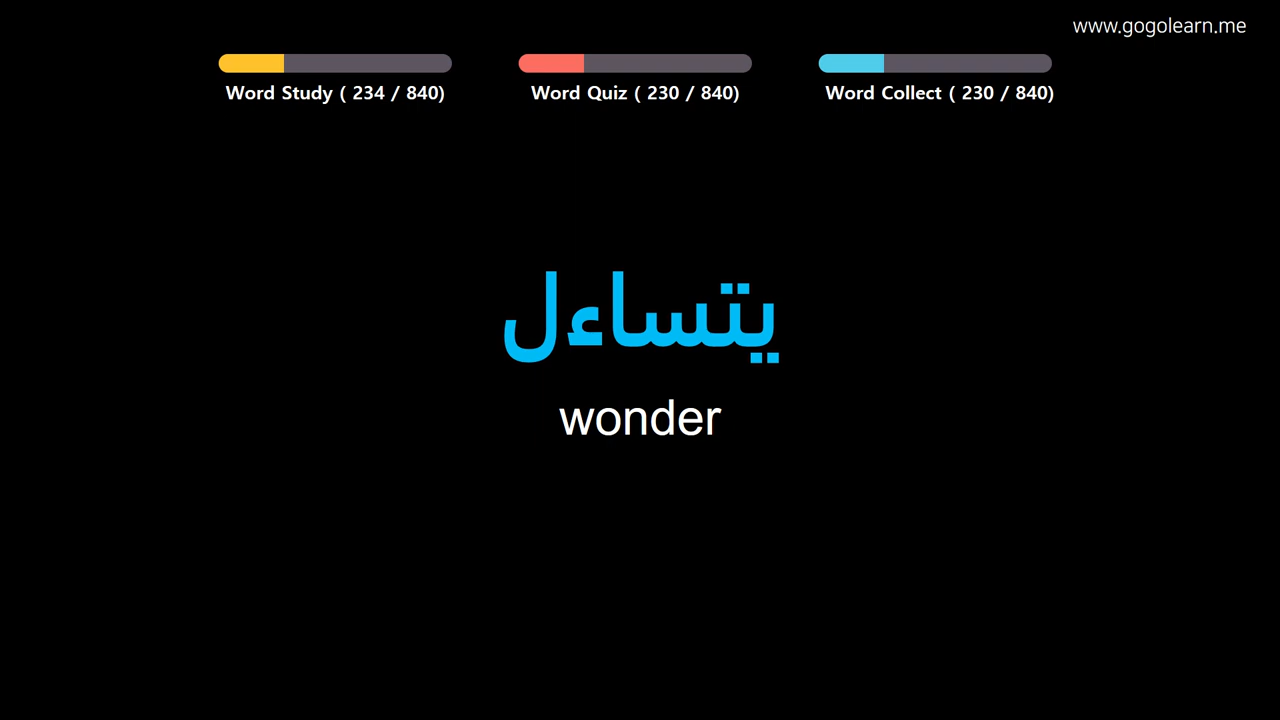 www.gogolearn.me
Word Study ( 234 / 840)
Word Quiz ( 230 / 840)
Word Collect ( 230 / 840)
يتساءل
wonder